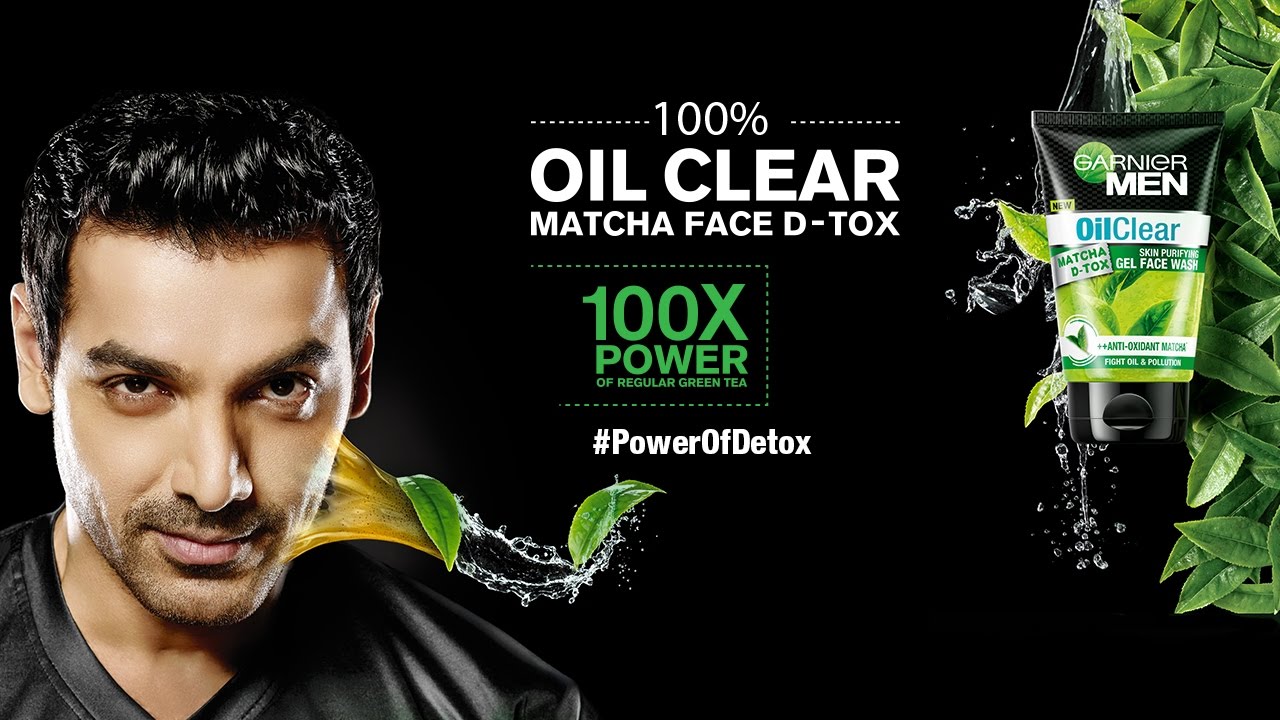 100%
OIL CLEAR
MATCHA FACE D-TOX
100X
POWER
OF REGULAR GREEN TEA
#PowerOfDetox
GARNIER
MEN
NEW
OilClear
MATCHA
D-TOX
SKIN PURIFYING
GEL FACE WASH
++ANTI-OXIDANT MATCHA*
FIGHT OIL & POLLUTION